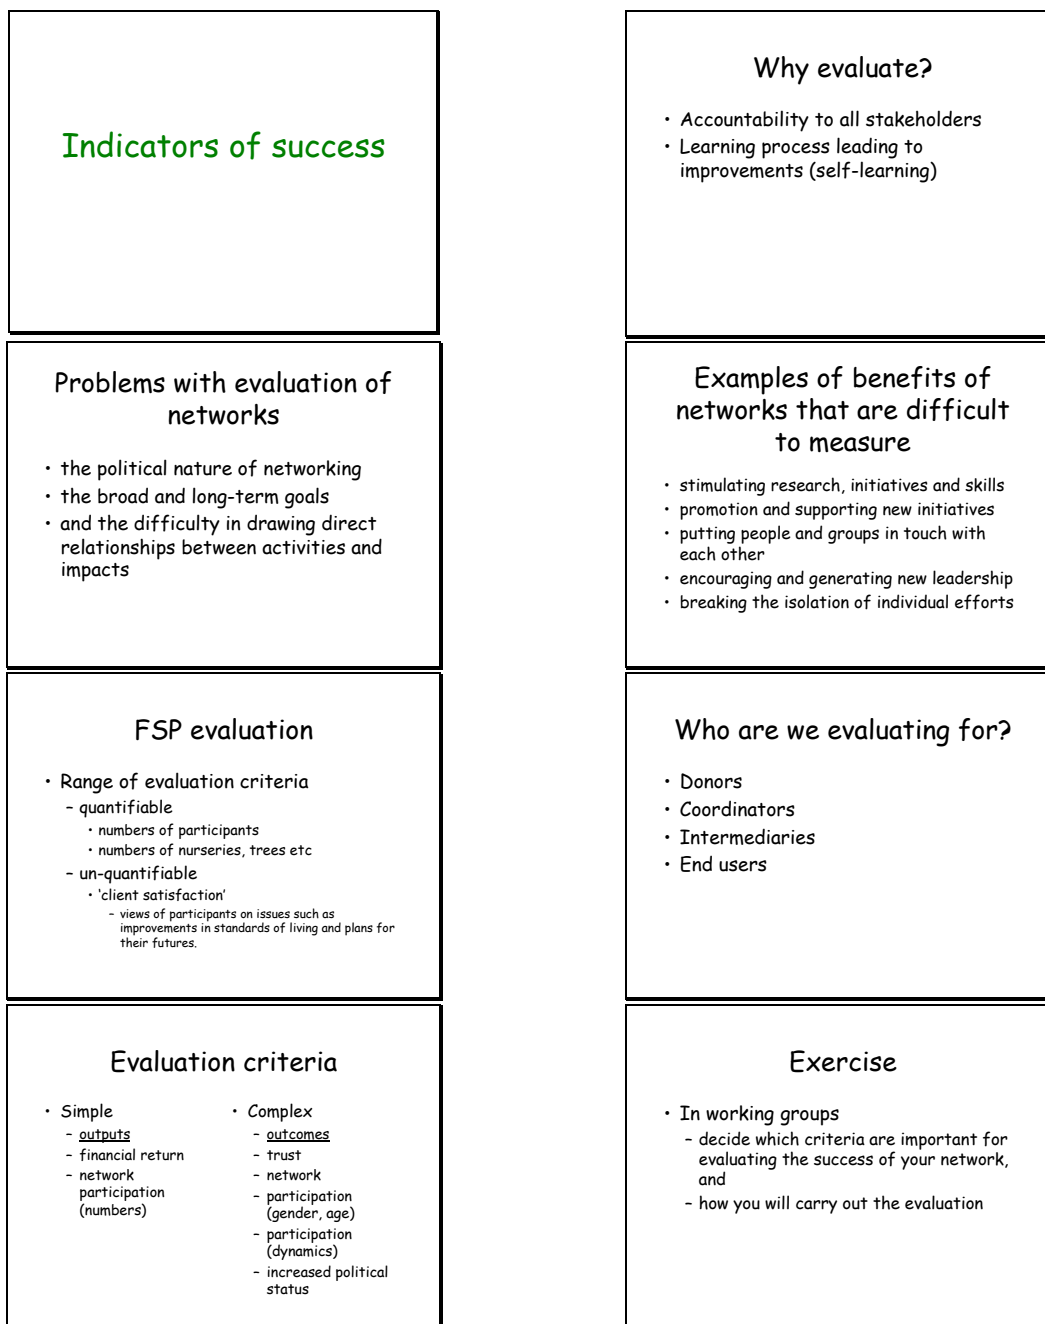 Indicators of success
Why evaluate?
• Accountability to all stakeholders
• Learning process leading to
improvements (self-learning)
Problems with evaluation of
networks
• the political nature of networking
• the broad and long-term goals
• and the difficulty in drawing direct
relationships between activities and
impacts
Examples of benefits of
networks that are difficult
to measure
• stimulating research, initiatives and skills
• promotion and supporting new initiatives
• putting people and groups in touch with
each other
• encouraging and generating new leadership
• breaking the isolation of individual efforts
FSP evaluation
• Range of evaluation criteria
– quantifiable
• numbers of participants
• numbers of nurseries, trees etc
– un-quantifiable
• ‘client satisfaction’
– views of participants on issues such as
improvements in standards of living and plans for
their futures.
Who are we evaluating for?
• Donors
• Coordinators
• Intermediaries
• End users
Evaluation criteria
• Simple
– outputs
– financial return
– network
participation
(numbers)
• Complex
– outcomes
– trust
– network
– participation
(gender, age)
– participation
(dynamics)
– increased political
status
Exercise
• In working groups
– decide which criteria are important for
evaluating the success of your network,
and
– how you will carry out the evaluation